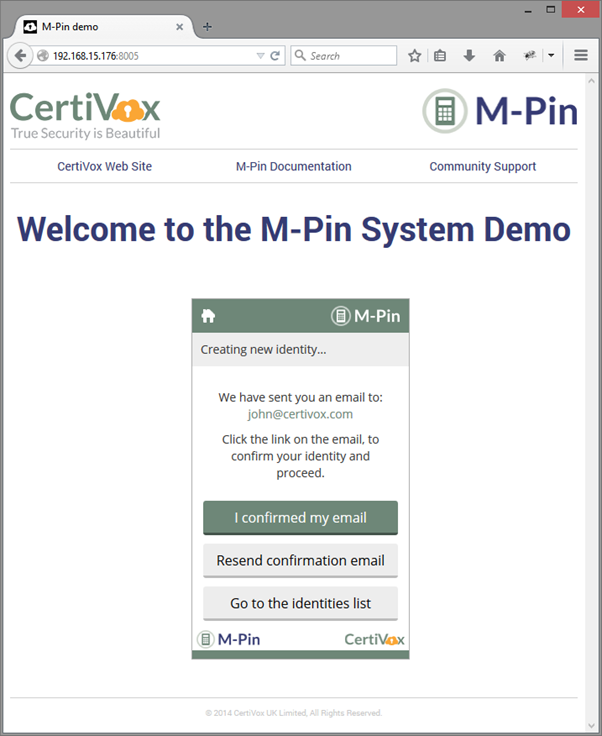 M-Pin demo
192.168.15.176:8005
Search
CertiVox
True Security is Beautiful
M-Pin
CertiVox Web Site
M-Pin Documentation
Community Support
Welcome to the M-Pin System Demo
M-Pin
Creating new identity...
We have sent you an email to:
john@certivox.com
Click the link on the email, to
confirm your identity and
proceed.
I confirmed my email
Resend confirmation email
Go to the identities list
M-Pin
CertiVox
© 2014 CertiVox UK Limited, All Rights Reserved.